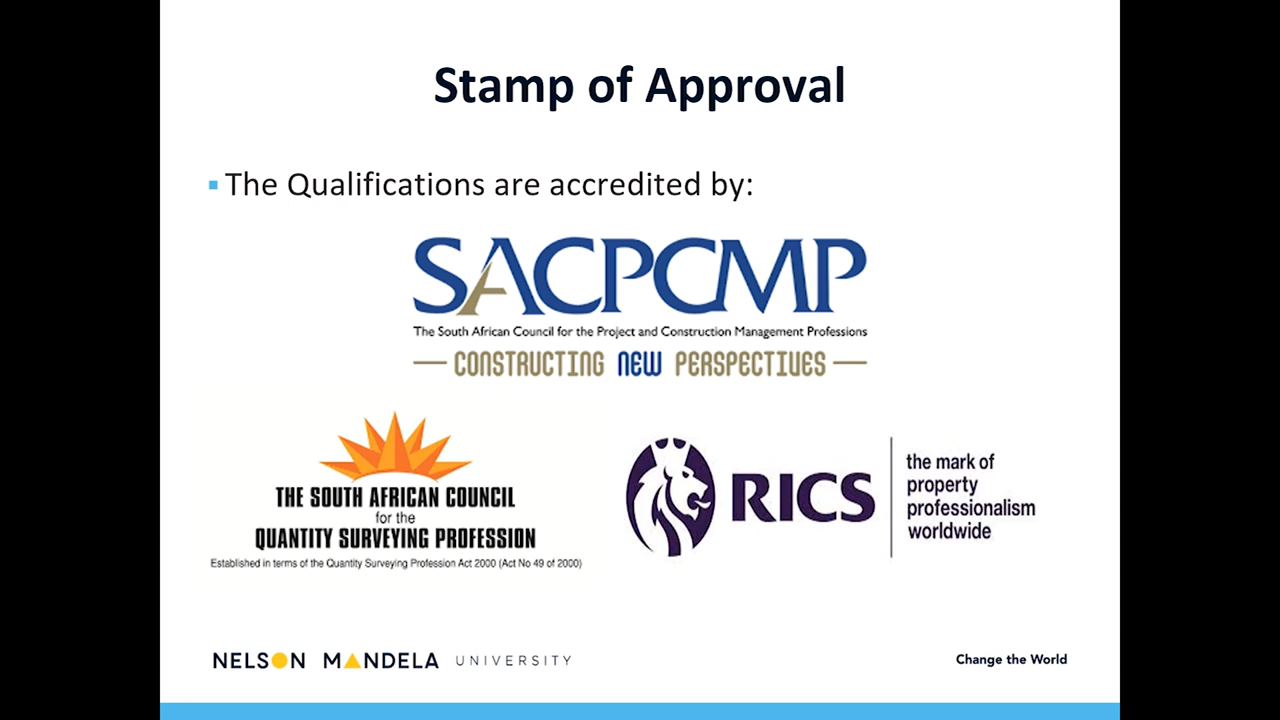 Stamp of Approval
The Qualifications are accredited by:
SACPCMP
The South African Council for the Project and Construction Management Professions
CONSTRUCTING NEW PERSPECTIVES
THE SOUTH AFRICAN COUNCIL
for the
QUANTITY SURVEYING PROFESSION
Established in terms of the Quantity Surveying Profession Act 2000 (Act No 49 of 2000)
RICS
the mark of
property
professionalism
worldwide
NELSON MANDELA UNIVERSITY
Change the World